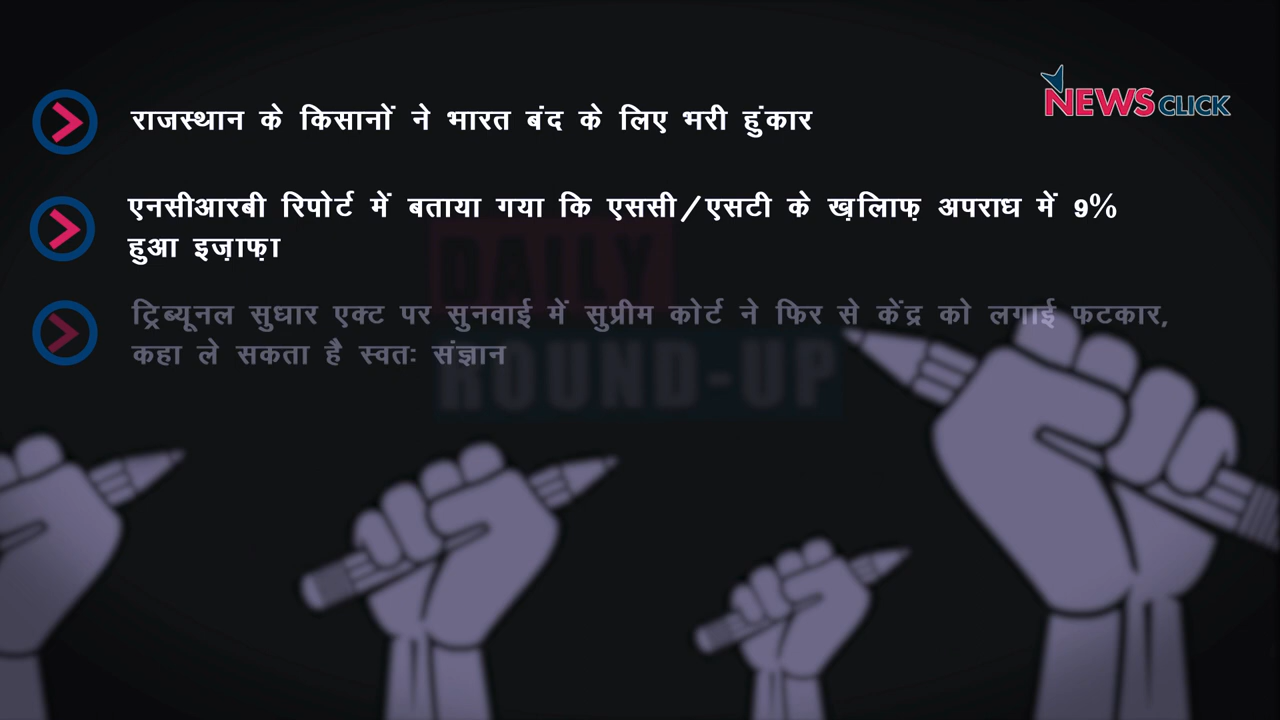 राजस्थान के किसानों ने भारत बंद के लिए भरी हुंकार
NEWSCLICK
एनसीआरबी रिपोर्ट में बताया गया कि एससी/एसटी के ख़िलाफ़ अपराध में 9%
हुआ इज़ाफ़ा
DAILY
ट्रिब्यूनल सुधार एक्ट पर सुनवाई में सुप्रीम कोर्ट ने फिर से केंद्र को लगाई फटकार,
कहा ले सकता है स्वतः संज्ञान
ROUND-UP